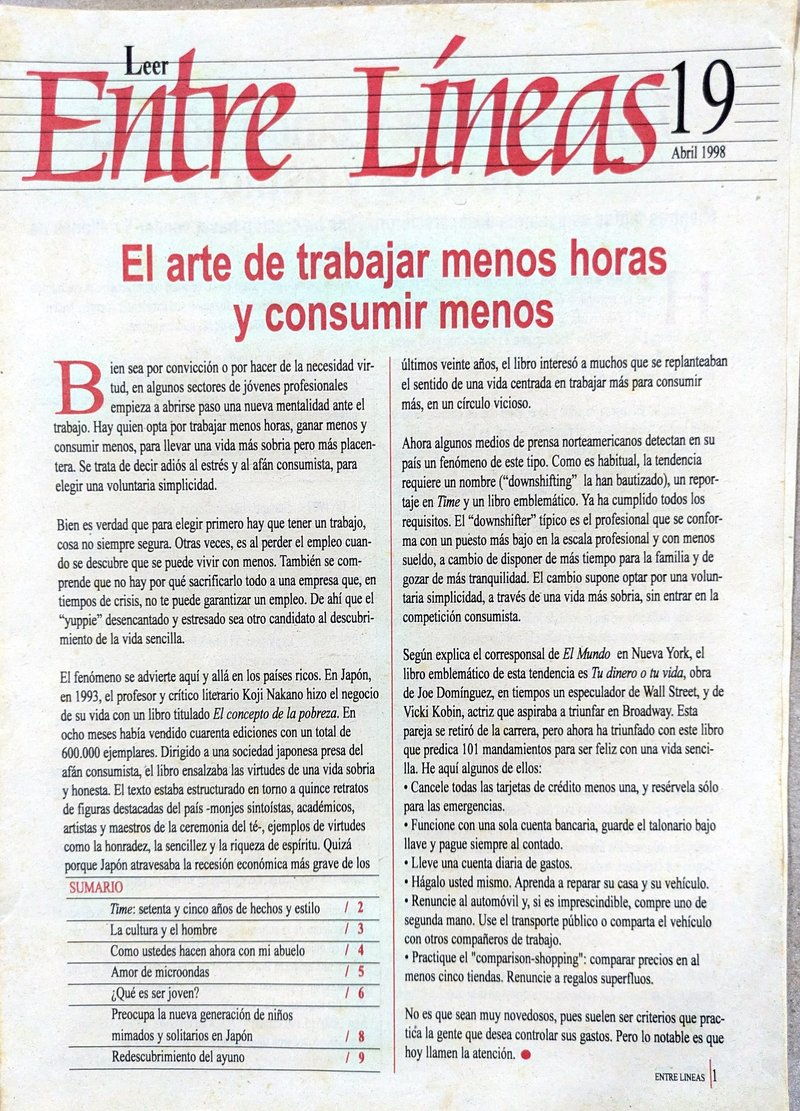 Leer
Entre Líneas
19
Abril 1998
El arte de trabajar menos horas
y consumir menos
Bien sea por convicción o por hacer de la necesidad vir-
tud, en algunos sectores de jóvenes profesionales
empieza a abrirse paso una nueva mentalidad ante el
trabajo. Hay quien opta por trabajar menos horas, ganar menos y
consumir menos, para llevar una vida más sobria pero más placen-
tera. Se trata de decir adiós al estrés y al afán consumista, para
elegir una voluntaria simplicidad.
Bien es verdad que para elegir primero hay que tener un trabajo,
cosa no siempre segura. Otras veces, es al perder el empleo cuan-
do se descubre que se puede vivir con menos. También se com-
prende que no hay por qué sacrificarlo todo a una empresa que, en
tiempos de crisis, no te puede garantizar un empleo. De ahí que el
“yuppie” desencantado y estresado sea otro candidato al descubri-
miento de la vida sencilla.
El fenómeno se advierte aquí y allá en los países ricos. En Japón,
en 1993, el profesor y crítico literario Koji Nakano hizo el negocio
de su vida con un libro titulado El concepto de la pobreza. En
ocho meses había vendido cuarenta ediciones con un total de
600.000 ejemplares. Dirigido a una sociedad japonesa presa del
afán consumista, el libro ensalzaba las virtudes de una vida sobria
y honesta. El texto estaba estructurado en torno a quince retratos
de figuras destacadas del país -monjes sintoístas, académicos,
artistas y maestros de la ceremonia del té-, ejemplos de virtudes
como la honradez, la sencillez y la riqueza de espíritu. Quizá
porque Japón atravesaba la recesión económica más grave de los
SUMARIO
Time: setenta y cinco años de hechos y estilo / 2
La cultura y el hombre / 3
Como ustedes hacen ahora con mi abuelo / 4
Amor de microondas / 5
¿Qué es ser joven? / 6
Preocupa la nueva generación de niños
mimados y solitarios en Japón / 8
Redescubrimiento del ayuno / 9
últimos veinte años, el libro interesó a muchos que se replanteaban
el sentido de una vida centrada en trabajar más para consumir
más, en un círculo vicioso.
Ahora algunos medios de prensa norteamericanos detectan en su
país un fenómeno de este tipo. Como es habitual, la tendencia
requiere un nombre (“downshifting” la han bautizado), un repor-
taje en Time y un libro emblemático. Ya ha cumplido todos los
requisitos. El “downshifter” típico es el profesional que se confor-
ma con un puesto más bajo en la escala profesional y con menos
sueldo, a cambio de disponer de más tiempo para la familia y de
gozar de más tranquilidad. El cambio supone optar por una volun-
taria simplicidad, a través de una vida más sobria, sin entrar en la
competición consumista.
Según explica el corresponsal de El Mundo en Nueva York, el
libro emblemático de esta tendencia es Tu dinero o tu vida, obra
de Joe Domínguez, en tiempos un especulador de Wall Street, y de
Vicki Kobin, actriz que aspiraba a triunfar en Broadway. Esta
pareja se retiró de la carrera, pero ahora ha triunfado con este libro
que predica 101 mandamientos para ser feliz con una vida senci-
lla. He aquí algunos de ellos:
• Cancele todas las tarjetas de crédito menos una, y resérvela sólo
para las emergencias.
• Funcione con una sola cuenta bancaria, guarde el talonario bajo
llave y pague siempre al contado.
• Lleve una cuenta diaria de gastos.
• Hágalo usted mismo. Aprenda a reparar su casa y su vehículo.
• Renuncie al automóvil y, si es imprescindible, compre uno de
segunda mano. Use el transporte público o comparta el vehículo
con otros compañeros de trabajo.
• Practique el "comparison-shopping": comparar precios en al
menos cinco tiendas. Renuncie a regalos superfluos.
No es que sean muy novedosos, pues suelen ser criterios que prac-
tica la gente que desea controlar sus gastos. Pero lo notable es que
hoy llamen la atención. ●
ENTRE LINEAS 1